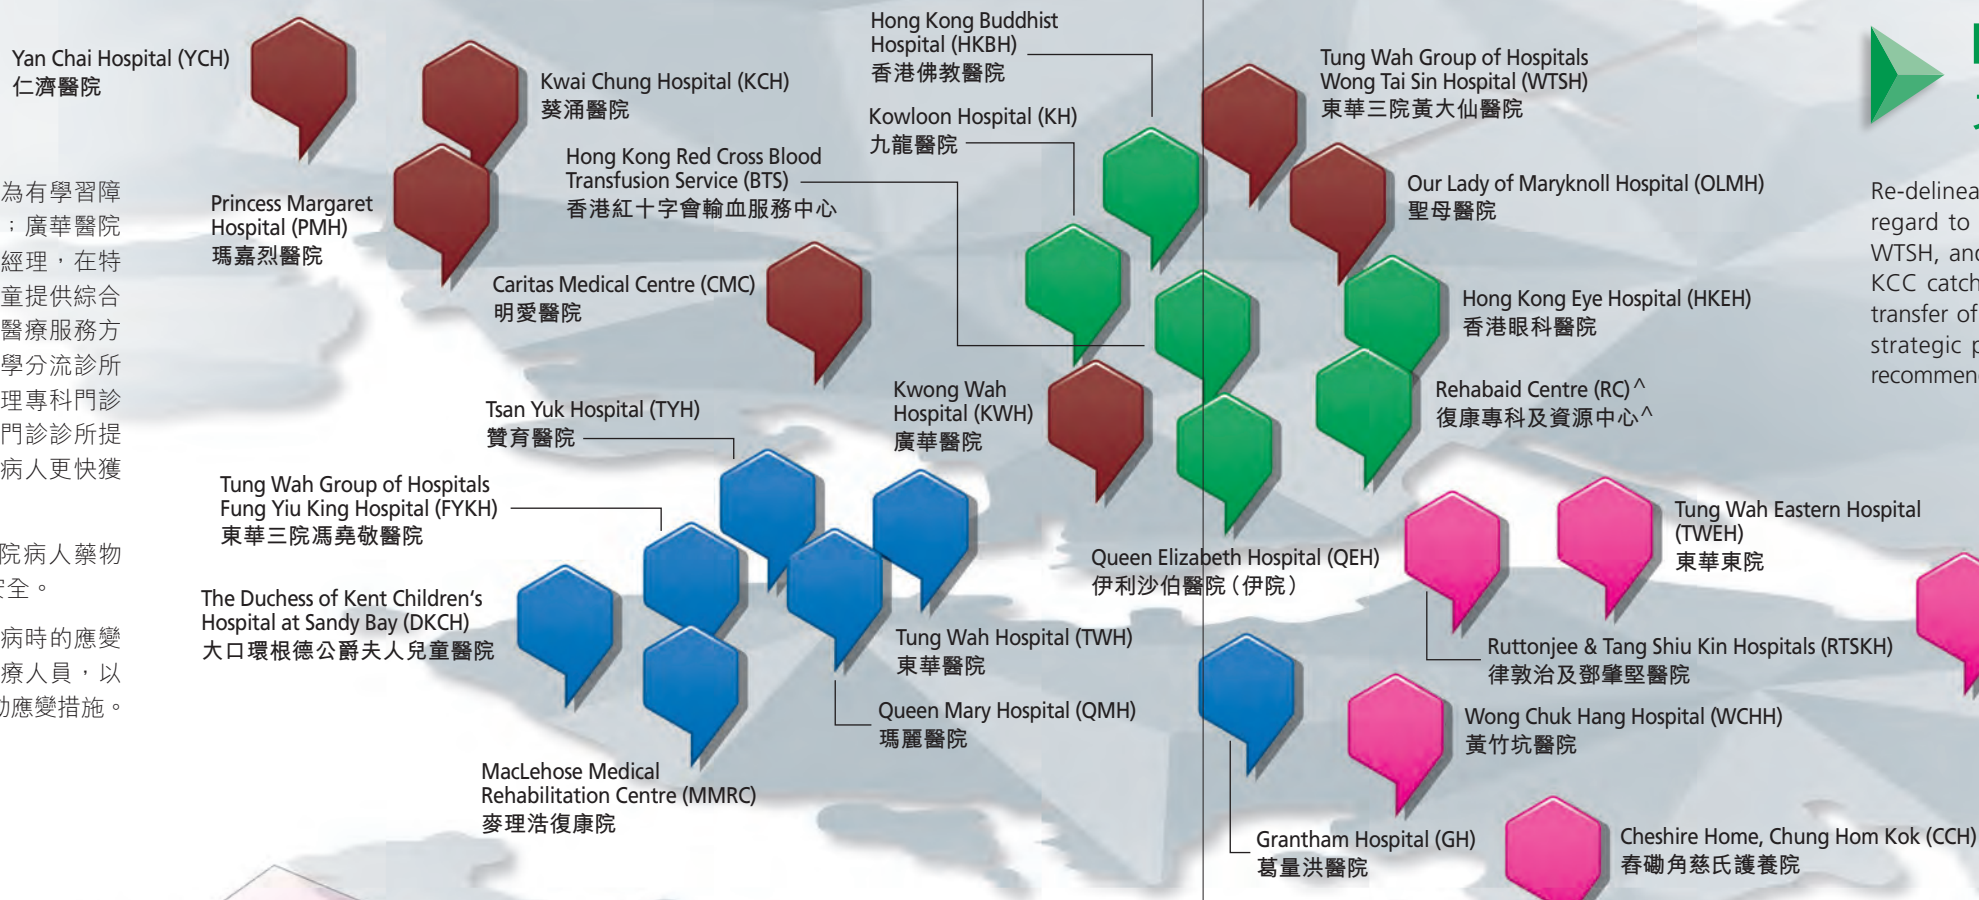 Yan Chai Hospital (YCH)
仁濟醫院
Kwai Chung Hospital (KCH)
葵涌醫院
Hong Kong Buddhist
Hospital (HKBH)
香港佛教醫院
Tung Wah Group of Hospitals
Wong Tai Sin Hospital (WTSH)
東華三院黃大仙醫院
Kowloon Hospital (KH)
九龍醫院
Hong Kong Red Cross Blood
Transfusion Service (BTS)
香港紅十字會輸血服務中心
Princess Margaret
Hospital (PMH)
瑪嘉烈醫院
Our Lady of Maryknoll Hospital (OLMH)
聖母醫院
Caritas Medical Centre (CMC)
明愛醫院
Hong Kong Eye Hospital (HKEH)
香港眼科醫院
Kwong Wah
Hospital (KWH)
廣華醫院
Rehabaid Centre (RC)^
復康專科及資源中心^
Tsan Yuk Hospital (TYH)
贊育醫院
Tung Wah Group of Hospitals
Fung Yiu King Hospital (FYKH)
東華三院馮堯敬醫院
Tung Wah Eastern Hospital
(TWEH)
東華東院
Queen Elizabeth Hospital (QEH)
伊利沙伯醫院(伊院)
The Duchess of Kent Children's
Hospital at Sandy Bay (DKCH)
大口環根德公爵夫人兒童醫院
Tung Wah Hospital (TWH)
東華醫院
Ruttonjee & Tang Shiu Kin Hospitals (RTSKH)
律敦治及鄧肇堅醫院
Queen Mary Hospital (QMH)
瑪麗醫院
Wong Chuk Hang Hospital (WCHH)
黃竹坑醫院
MacLehose Medical
Rehabilitation Centre (MMRC)
麥理浩復康院
Grantham Hospital (GH)
葛量洪醫院
Cheshire Home, Chung Hom Kok (CCH)
舂磡角慈氏護養院
為有學習障
；廣華醫院
經理，在特
童提供綜合
醫療服務方
學分流診所
理專科門診
門診診所提
病人更快獲
院病人藥物
安全。
病時的應變
療人員，以
動應變措施。
Re-delinea
regard to
WTSH, and
KCC catch
transfer of
strategic p
recommen